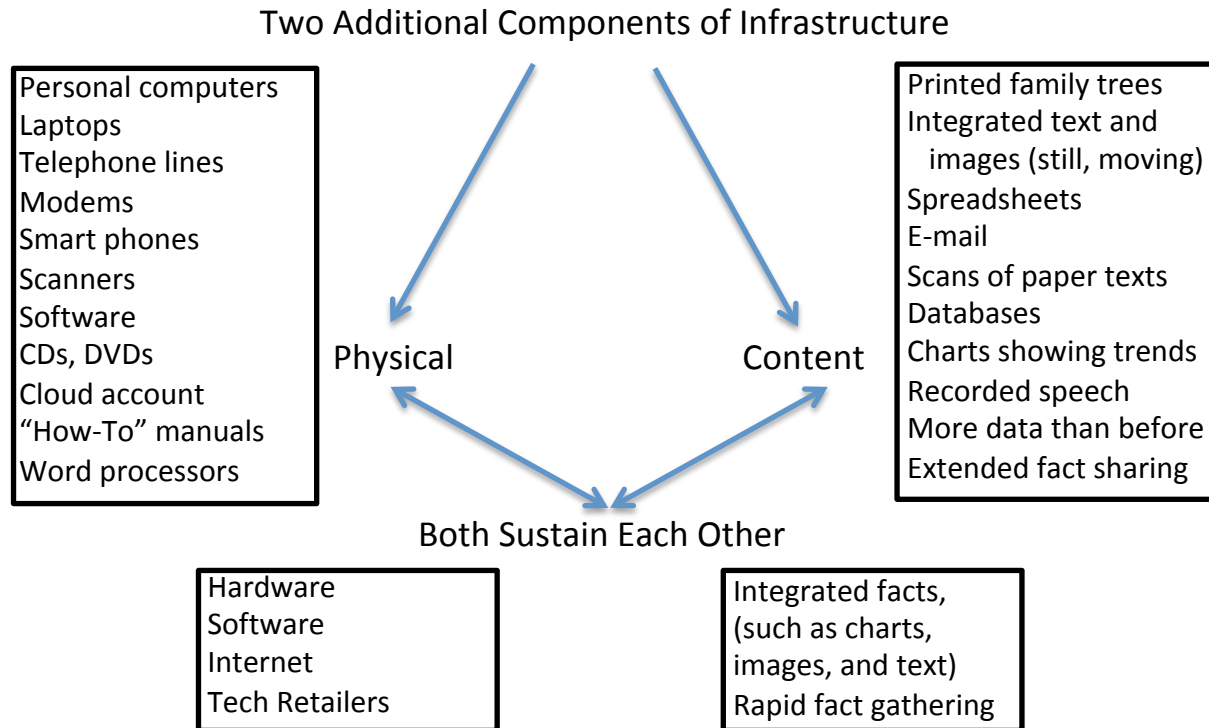 Two Additional Components of Infrastructure
Personal computers
Laptops
Telephone lines
Modems
Smart phones
Scanners
Software
CDs, DVDs
Cloud account
“How-To” manuals
Word processors
Printed family trees
Integrated text and
images (still, moving)
Spreadsheets
E-mail
Scans of paper texts
Databases
Charts showing trends
Recorded speech
More data than before
Extended fact sharing
Physical
Content
Both Sustain Each Other
Hardware
Software
Internet
Tech Retailers
Integrated facts,
(such as charts,
images, and text)
Rapid fact gathering